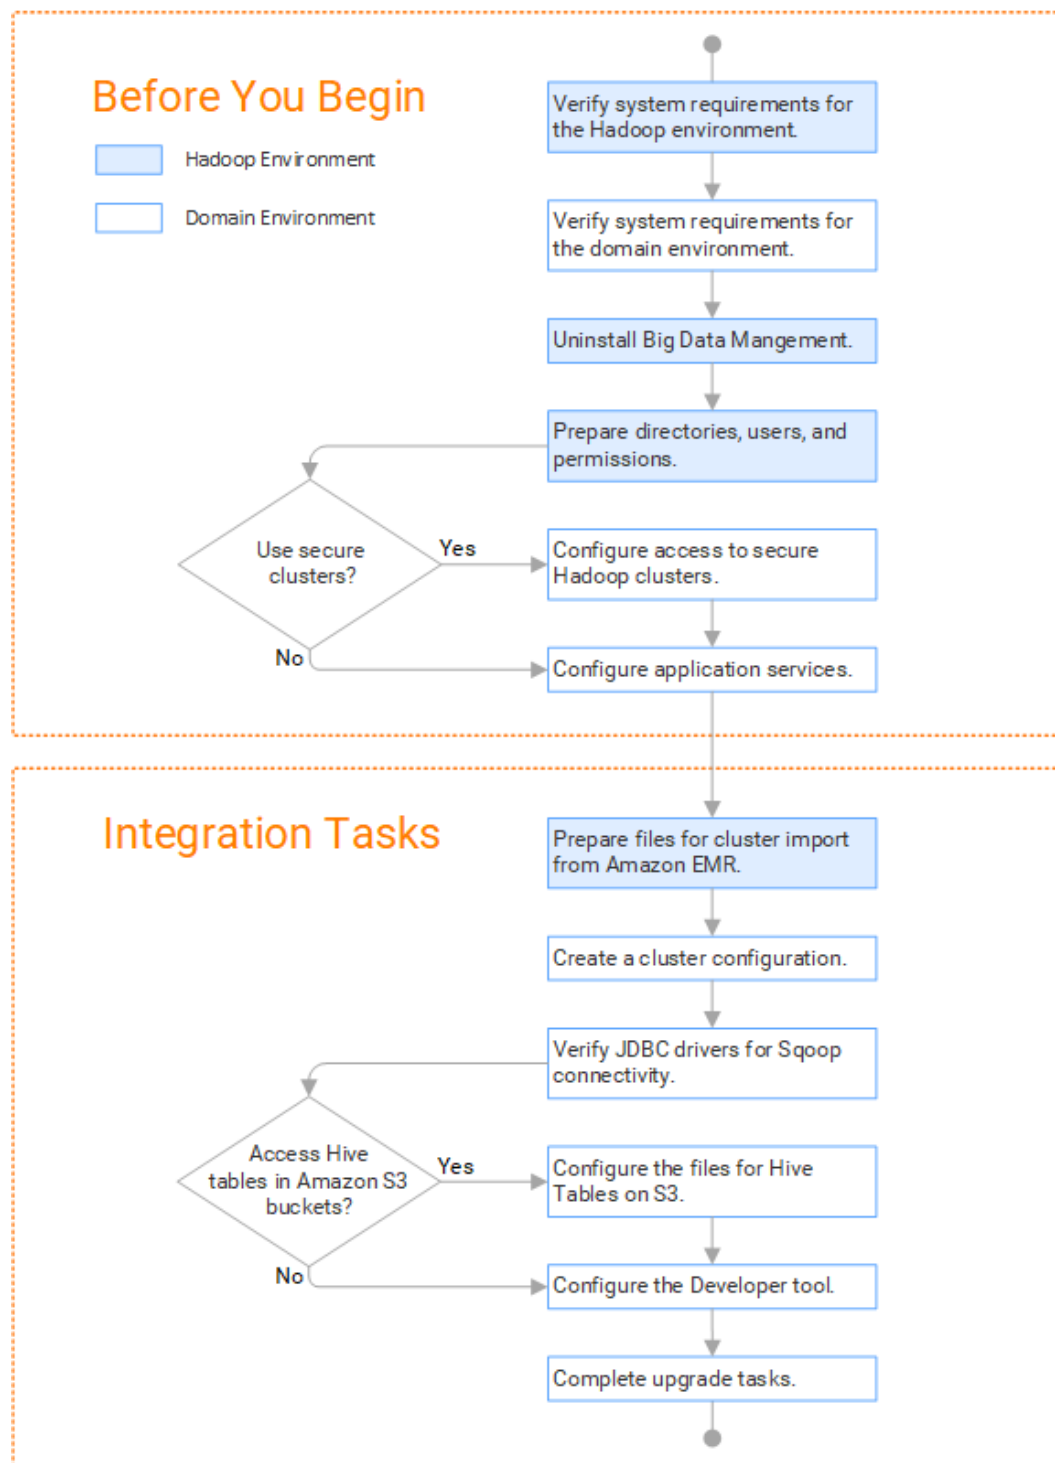 Before You Begin
Hadoop Environment
Domain Environment
Verify system requirements for
the Hadoop environment.
Verify system requirements for
the domain environment.
Uninstall Big Data Mangement.
Prepare directories, users, and
permissions.
Use secure
clusters?
Yes
Configure access to secure
Hadoop clusters.
No
Configure application services.
Integration Tasks
Prepare files for cluster import
from Amazon EMR.
Create a cluster configuration.
Verify JDBC drivers for Sqoop
connectivity.
Access Hive
tables in Amazon S3
buckets?
Yes
Configure the files for Hive
Tables on S3.
No
Configure the Developer tool.
Complete upgrade tasks.